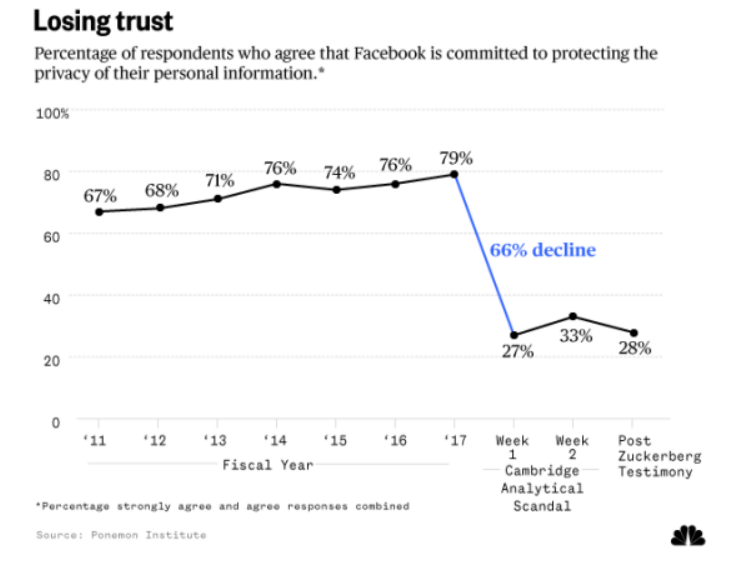 Losing trust
Percentage of respondents who agree that Facebook is committed to protecting the
privacy of their personal information.*
100%
80
60
40
20
0
67%
68%
71%
76%
74%
76%
79%
66% decline
27%
33%
28%
‘11
‘12
‘13
‘14
‘15
‘16
‘17
Fiscal Year
Week
1
Week
2
Cambridge
Analytical
Scandal
Post
Zuckerberg
Testimony
*Percentage strongly agree and agree responses combined
Source: Ponemon Institute